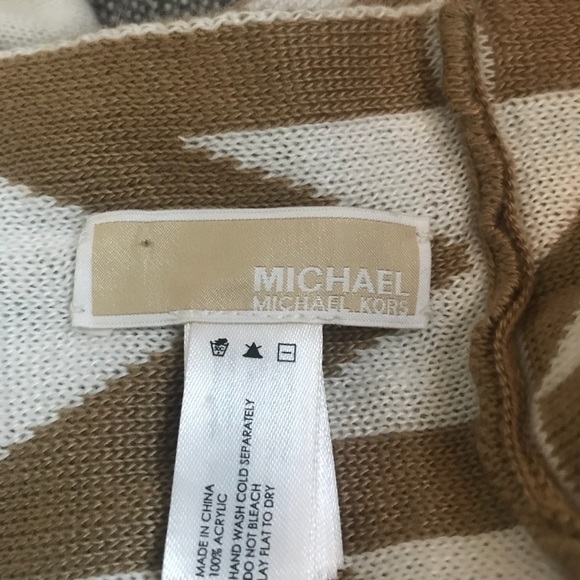 MICHAEL
MICHAEL KORS
MADE IN CHINA
100% ACRYLIC
HAND WASH COLD SEPARATELY
DO NOT BLEACH
LAY FLAT TO DRY